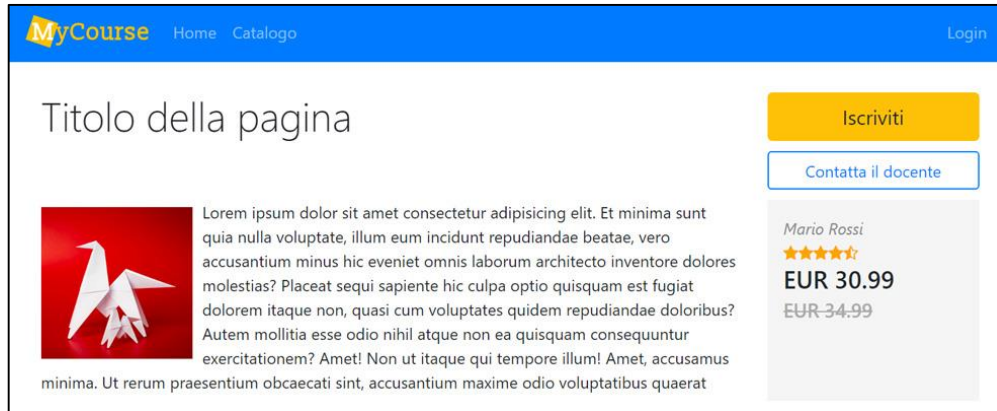 MyCourse Home Catalogo Login
Titolo della pagina
Iscriviti
Contatta il docente
Lorem ipsum dolor sit amet consectetur adipisicing elit. Et minima sunt
quia nulla voluptate, illum eum incidunt repudiandae beatae, vero
accusantium minus hic eveniet omnis laborum architecto inventore dolores
molestias? Placeat sequi sapiente hic culpa optio quisquam est fugiat
dolorem itaque non, quasi cum voluptates quidem repudiandae doloribus?
Autem mollitia esse odio nihil atque non ea quisquam consequuntur
exercitationem? Amet! Non ut itaque qui tempore illum! Amet, accusamus
minima. Ut rerum praesentium obcaecati sint, accusantium maxime odio voluptatibus quaerat
Mario Rossi
EUR 30.99
EUR 34.99